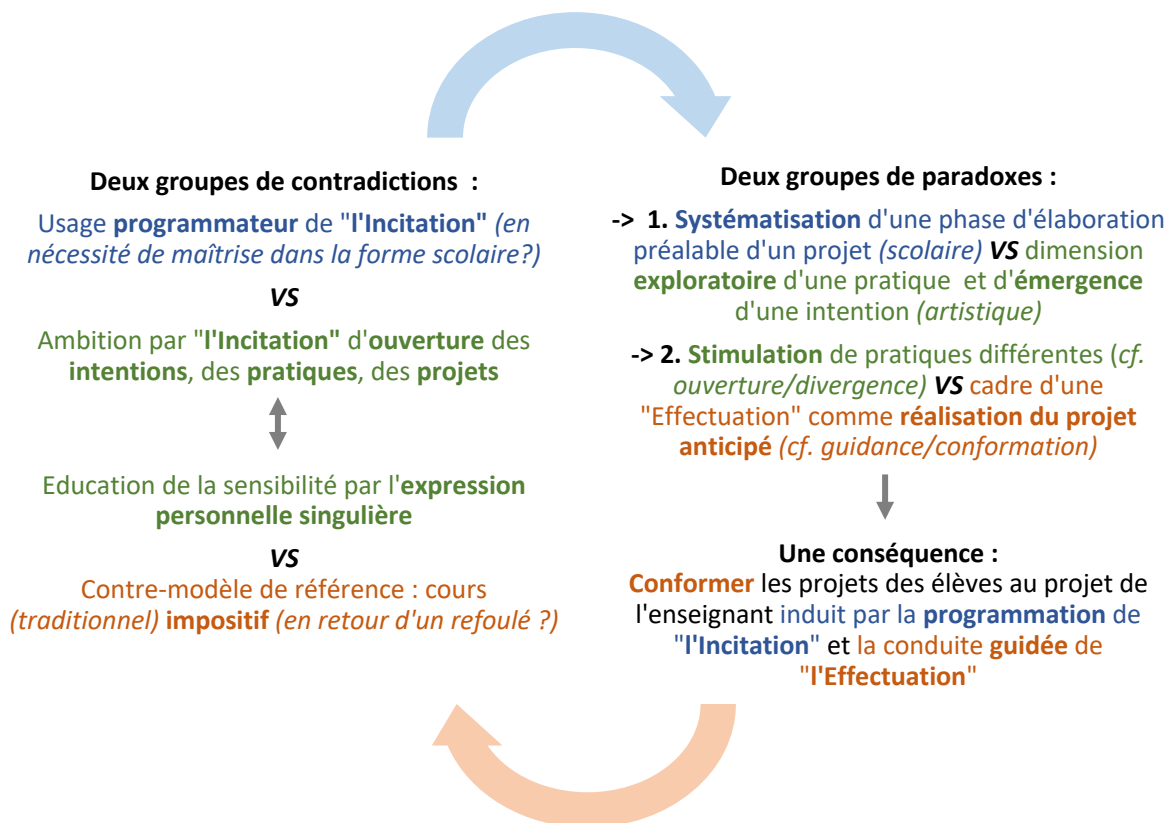 Deux groupes de contradictions :
Usage programmateur de "l'Incitation" (en
nécessité de maîtrise dans la forme scolaire?)
VS
Ambition par "l'Incitation" d'ouverture des
intentions, des pratiques, des projets
Education de la sensibilité par l'expression
personnelle singulière
VS
Contre-modèle de référence : cours
(traditionnel) impositif (en retour d'un refoulé ?)
Deux groupes de paradoxes :
-> 1. Systématisation d'une phase d'élaboration
préalable d'un projet (scolaire) VS dimension
exploratoire d'une pratique et d'émergence
d'une intention (artistique)
-> 2. Stimulation de pratiques différentes (cf.
ouverture/divergence) VS cadre d'une
"Effectuation" comme réalisation du projet
anticipé (cf. guidance/conformation)
Une conséquence :
Conformer les projets des élèves au projet de
l'enseignant induit par la programmation de
"l'Incitation" et la conduite guidée de
"l'Effectuation"